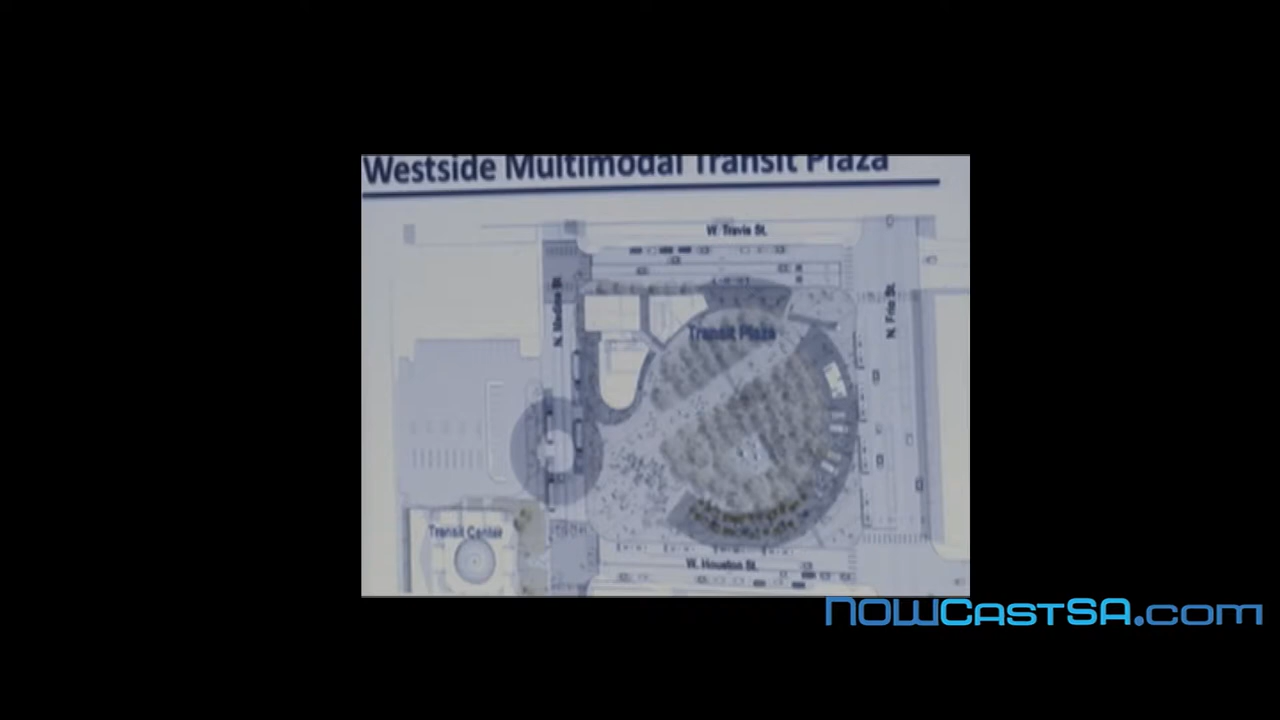 Westside Multimodal Transit Plaza
W. Travis St.
N. Medina St.
N. Frio St.
Transit Plaza
Transit Center
W. Houston St.
NOWCastSA.com